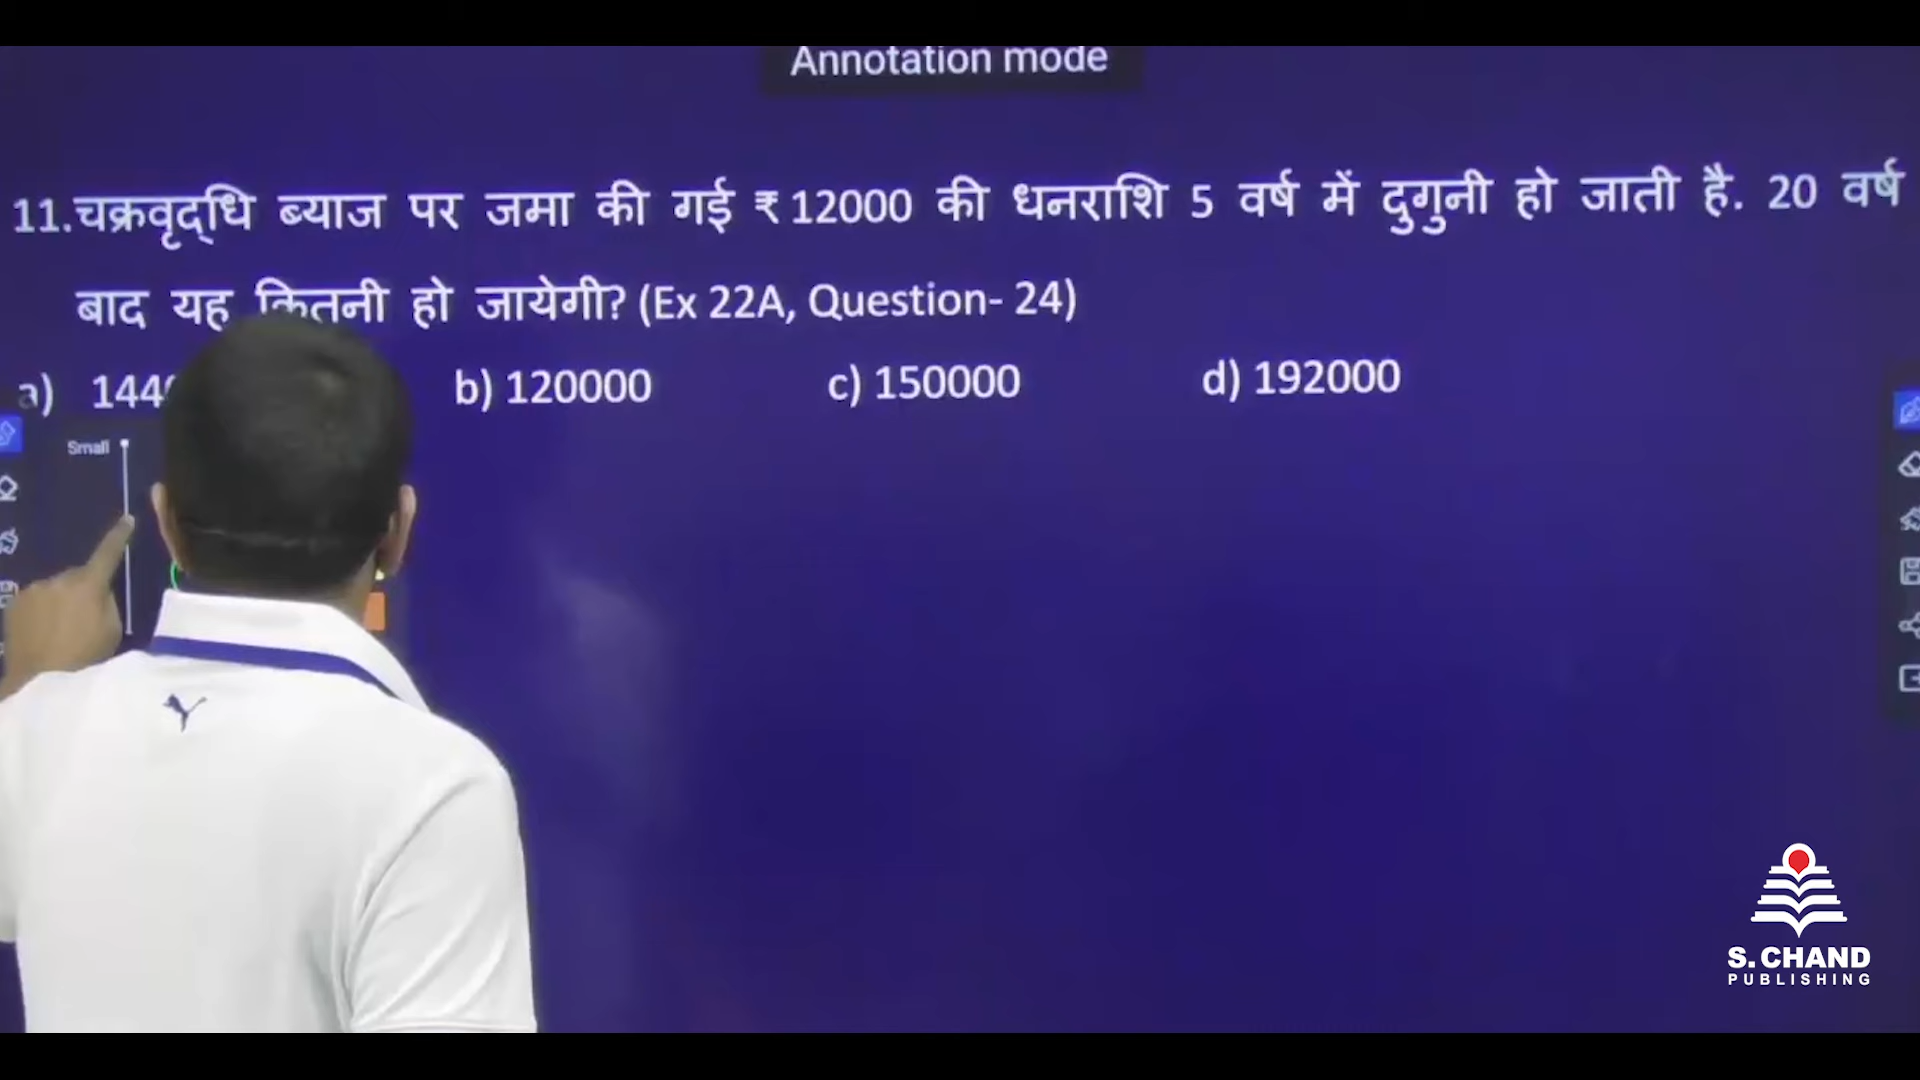 Annotation mode
11.चक्रवृद्धि ब्याज पर जमा की गई ₹ 12000 की धनराशि 5 वर्ष में दुगुनी हो जाती है. 20 वर्ष
बाद यह कितनी हो जायेगी? (Ex 22A, Question- 24)
a) b) 120000 c) 150000 d) 192000
Small
S. CHAND
PUBLISHING